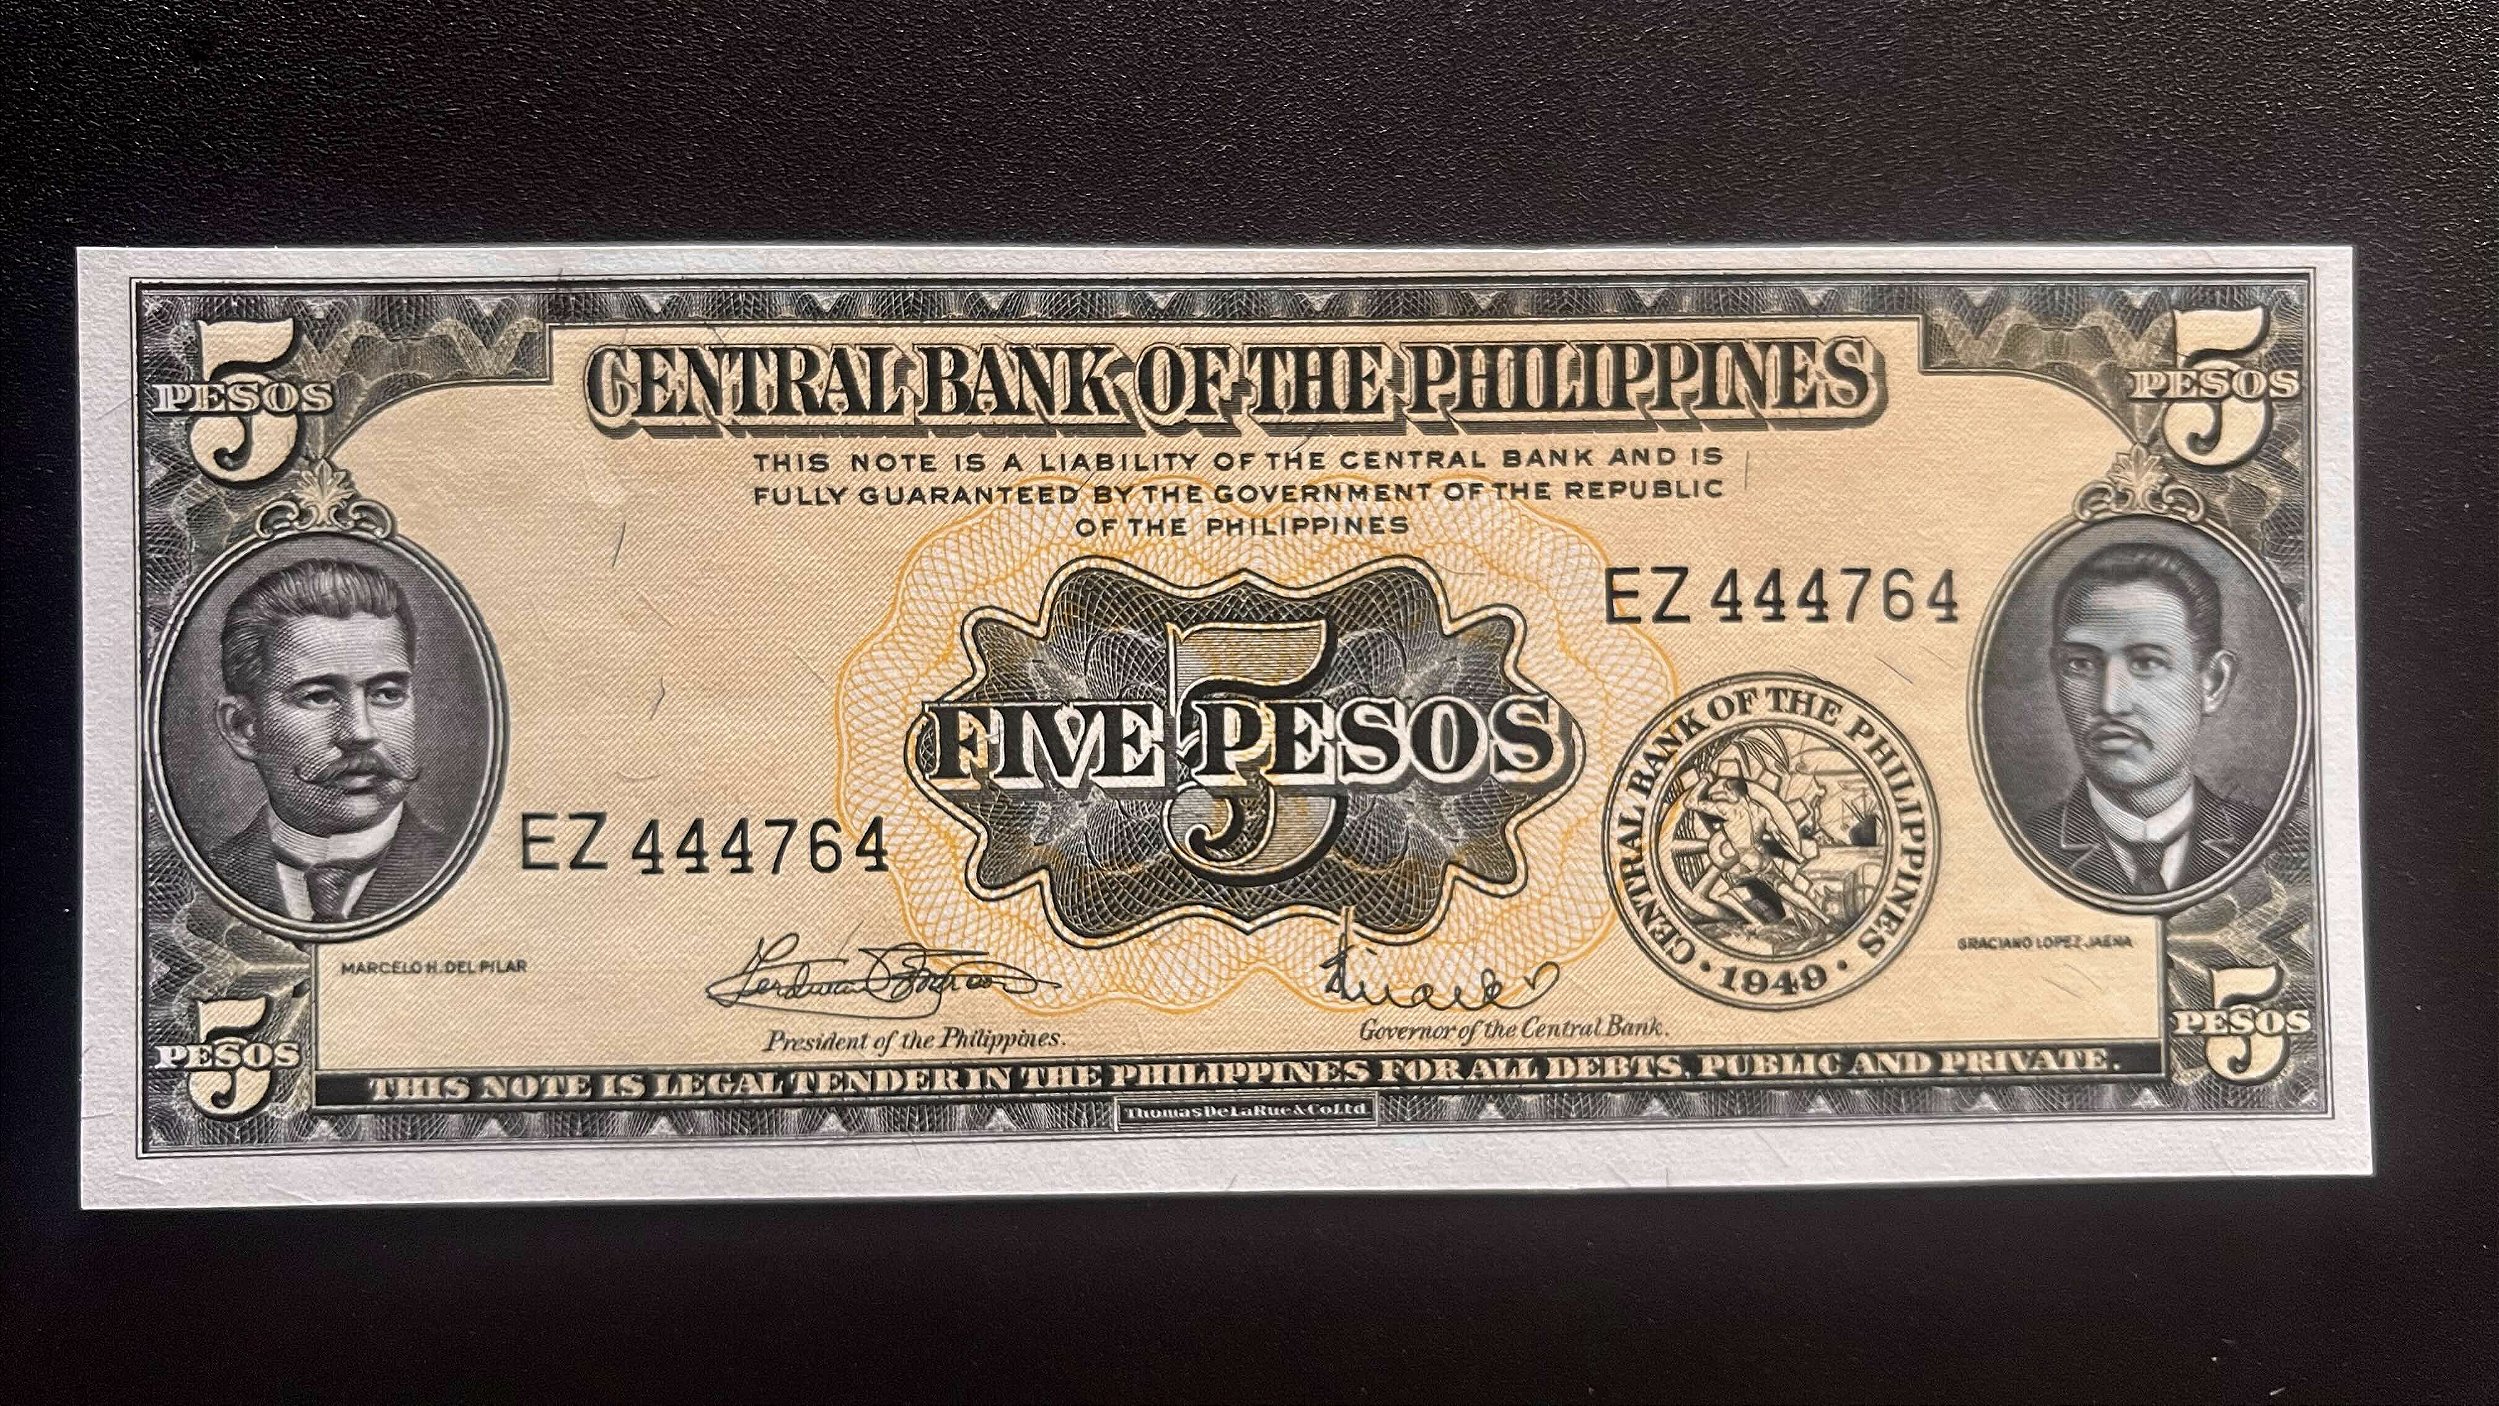 5
PESOS
5
PESOS
CENTRAL BANK OF THE PHILIPPINES
THIS NOTE IS A LIABILITY OF THE CENTRAL BANK AND IS
FULLY GUARANTEED BY THE GOVERNMENT OF THE REPUBLIC
OF THE PHILIPPINES
EZ 444764
5
FIVE PESOS
CENTRAL BANK OF THE PHILIPPINES
· 1949 ·
EZ 444764
MARCELO H. DEL PILAR
GRACIANO LOPEZ JAENA
President of the Philippines.
Governor of the Central Bank.
5
PESOS
5
PESOS
THIS NOTE IS LEGAL TENDER IN THE PHILIPPINES FOR ALL DEBTS, PUBLIC AND PRIVATE.
Thomas De La Rue & Co Ltd